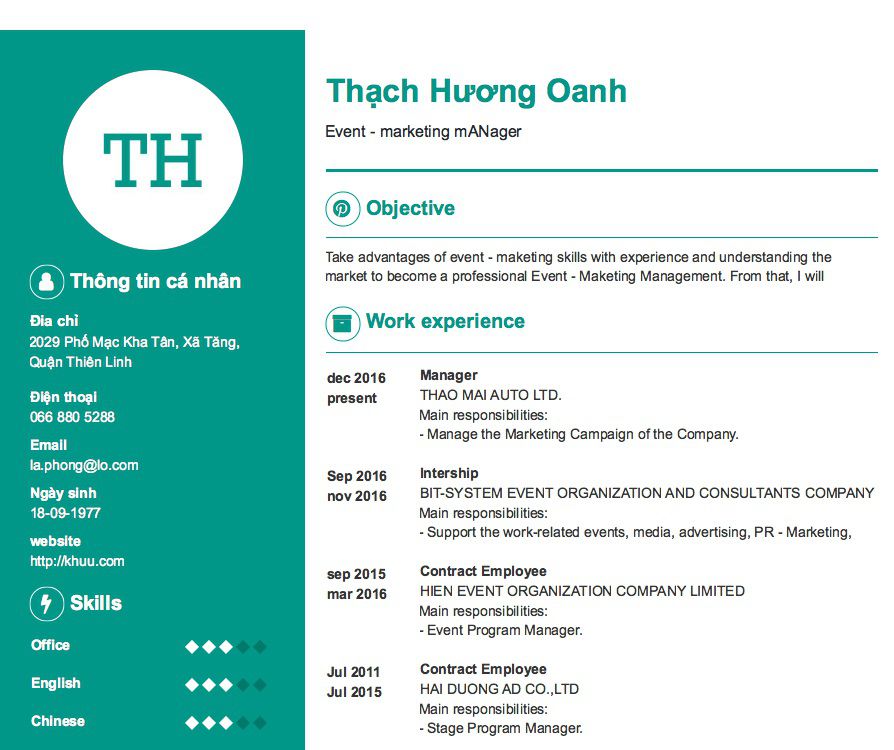 TH
Thông tin cá nhân
Địa chỉ
2029 Phố Mạc Kha Tân, Xã Tăng,
Quận Thiên Linh
Điện thoại
066 880 5288
Email
la.phong@lo.com
Ngày sinh
18-09-1977
website
http://khuu.com
Skills
Office
English
Chinese
Thạch Hương Oanh
Event - marketing mANager
Objective
Take advantages of event - maketing skills with experience and understanding the
market to become a professional Event - Maketing Management. From that, I will
Work experience
dec 2016
present
Manager
THAO MAI AUTO LTD.
Main responsibilities:
- Manage the Marketing Campaign of the Company.
Sep 2016
nov 2016
Intership
BIT-SYSTEM EVENT ORGANIZATION AND CONSULTANTS COMPANY
Main responsibilities:
- Support the work-related events, media, advertising, PR - Marketing,
sep 2015
mar 2016
Contract Employee
HIEN EVENT ORGANIZATION COMPANY LIMITED
Main responsibilities:
- Event Program Manager.
Jul 2011
Jul 2015
Contract Employee
HAI DUONG AD CO.,LTD
Main responsibilities:
- Stage Program Manager.